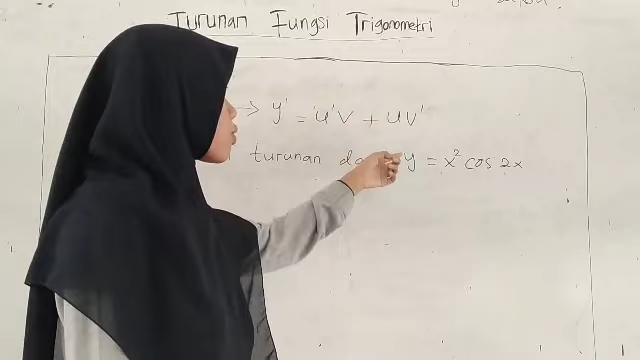 Turunan Fungsi Trigonometri
→ y' = u'v + uv'
turunan y = x² cos 2x